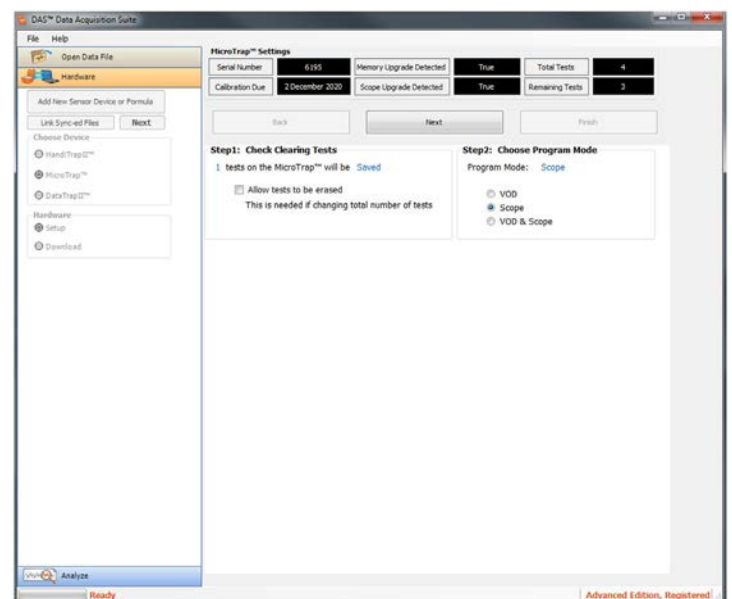 DAS™ Data Acquisition Suite
File Help
Open Data File
Hardware
Add New Sensor Device or Formula
Link Sync-ed Files Next
Choose Device
HandiTrapII™
MicroTrap™
DataTrapII™
Hardware
Setup
Download
MicroTrap™ Settings
Serial Number 6195 Memory Upgrade Detected True Total Tests 4
Calibration Due 2 December 2020 Scope Upgrade Detected True Remaining Tests 3
Back Next Finish
Step1: Check Clearing Tests
1 tests on the MicroTrap™ will be Saved
Allow tests to be erased
This is needed if changing total number of tests
Step2: Choose Program Mode
Program Mode: Scope
VOD
Scope
VOD & Scope
Analyze
Ready
Advanced Edition, Registered